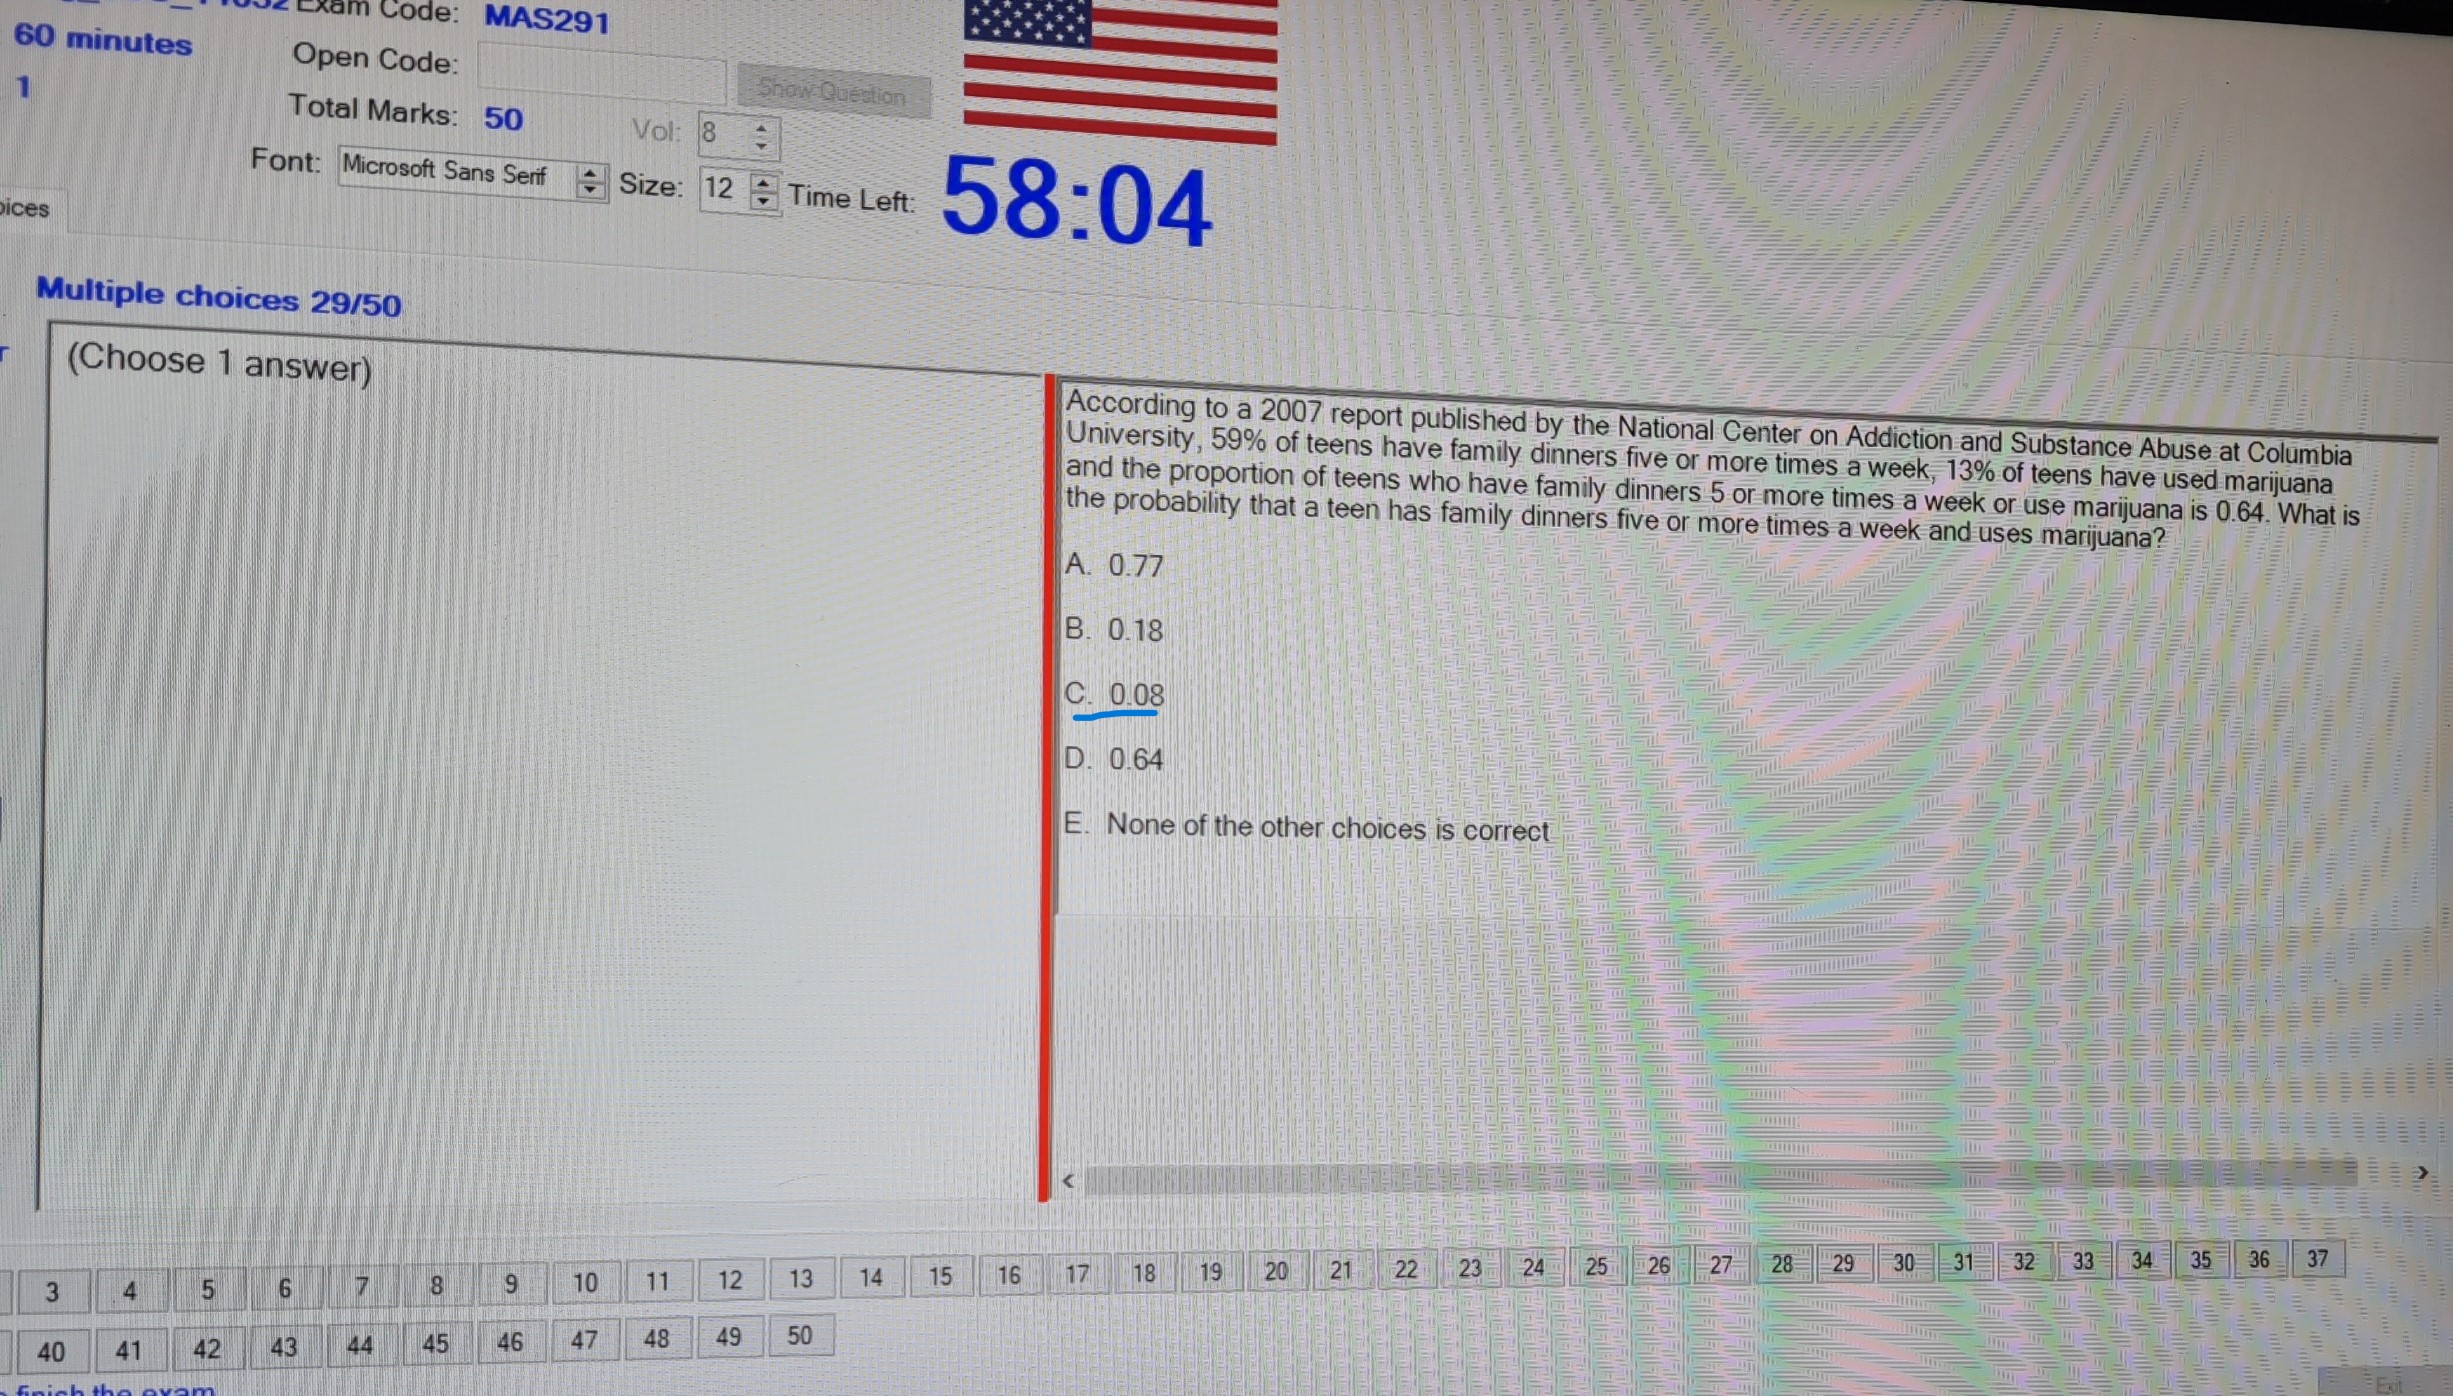 Exam Code: MAS291
60 minutes
Open Code:
Show Question
1
Total Marks: 50
Vol: 8
Font: Microsoft Sans Serif Size: 12 Time Left: 58:04
Multiple choices 29/50
(Choose 1 answer)
According to a 2007 report published by the National Center on Addiction and Substance Abuse at Columbia
University, 59% of teens have family dinners five or more times a week, 13% of teens have used marijuana
and the proportion of teens who have family dinners 5 or more times a week or use marijuana is 0.64. What is
the probability that a teen has family dinners five or more times a week and uses marijuana?
A. 0.77
B. 0.18
C. 0.08
D. 0.64
E. None of the other choices is correct
3 4 5 6 7 8 9 10 11 12 13 14 15 16 17 18 19 20 21 22 23 24 25 26 27 28 29 30 31 32 33 34 35 36 37
40 41 42 43 44 45 46 47 48 49 50
finish the exam
Exit